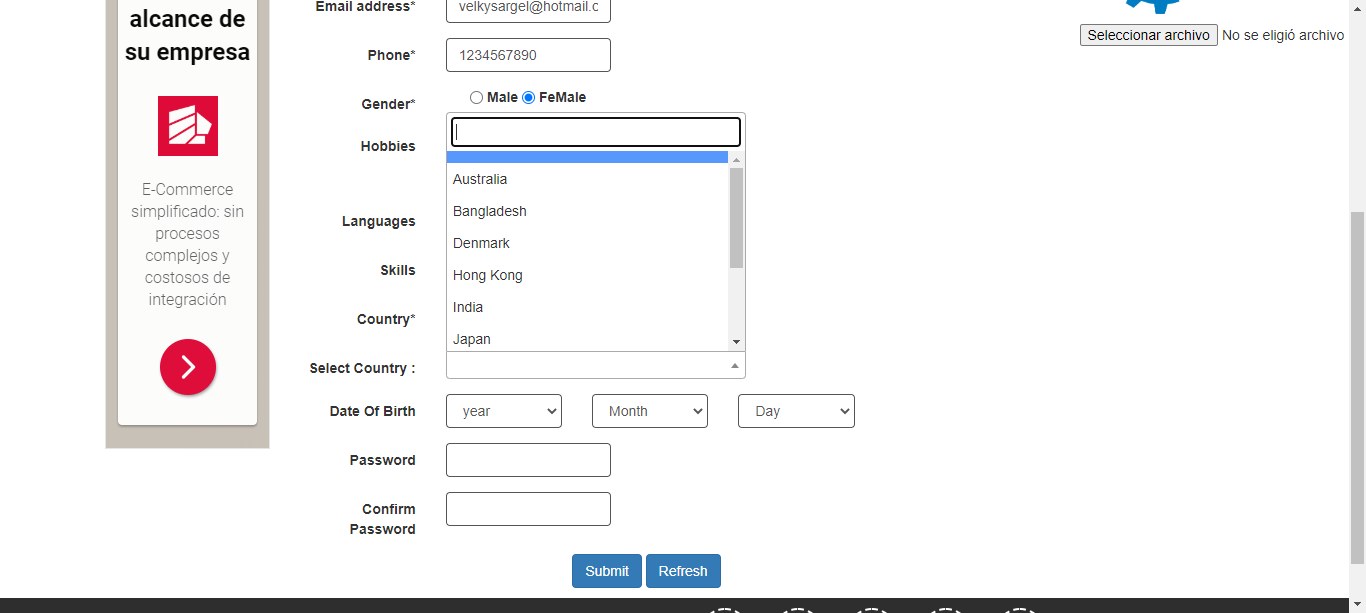 alcance de
su empresa
E-Commerce
simplificado: sin
procesos
complejos y
costosos de
integración
Email address* velkysargel@hotmail.c
Phone* 1234567890
Gender* Male FeMale
Hobbies
Languages
Skills
Country*
Select Country :
Australia
Bangladesh
Denmark
Hong Kong
India
Japan
Date Of Birth year Month Day
Password
Confirm
Password
Submit Refresh
Seleccionar archivo No se eligió archivo